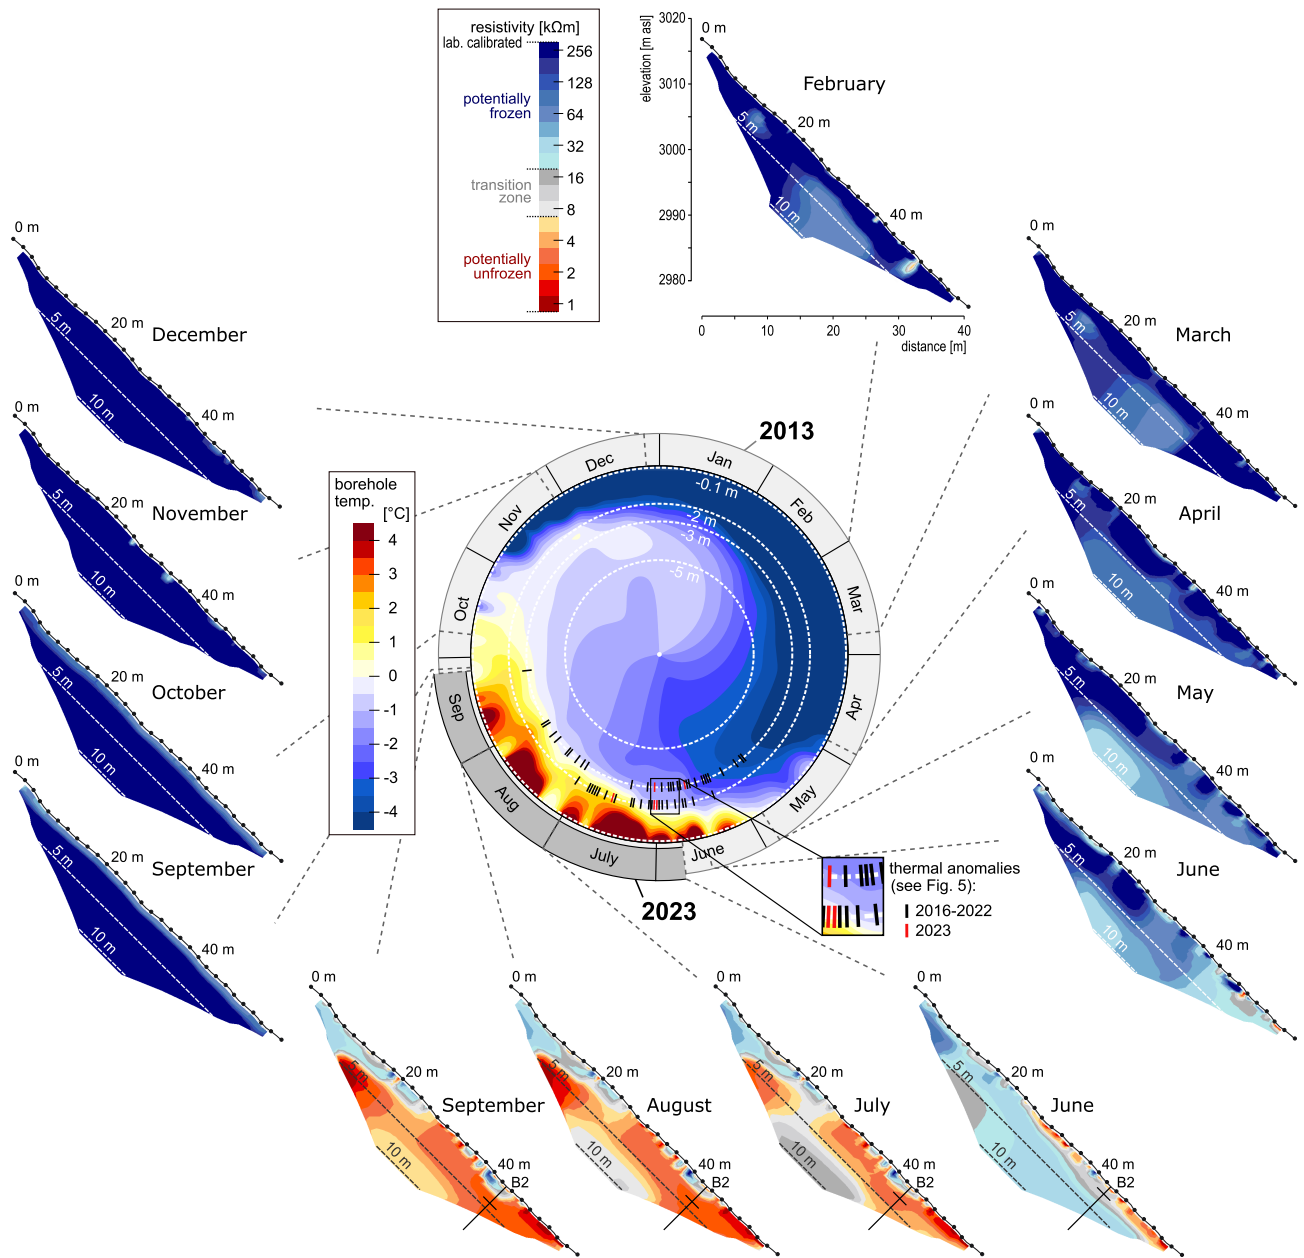 resistivity [kΩm]
lab. calibrated
256
128
potentially
frozen
64
32
16
transition
zone
8
4
potentially
unfrozen
2
1
elevation [m asl]
3020
3010
3000
2990
2980
0 m
February
20 m
5 m
10 m
40 m
0
10
20
30
40
distance [m]
0 m
20 m
December
5 m
10 m
40 m
0 m
20 m
November
5 m
10 m
40 m
0 m
20 m
October
5 m
10 m
40 m
0 m
20 m
September
5 m
10 m
40 m
0 m
20 m
March
5 m
10 m
40 m
0 m
20 m
April
5 m
10 m
40 m
0 m
20 m
May
5 m
10 m
40 m
0 m
20 m
June
5 m
10 m
40 m
borehole
temp.
[°C]
4
3
2
1
0
-1
-2
-3
-4
2013
Jan
Feb
Mar
Apr
May
June
July
Aug
Sep
Oct
Nov
Dec
-0.1 m
-2 m
-3 m
-5 m
2023
thermal anomalies
(see Fig. 5):
2016-2022
2023
0 m
5 m
20 m
September
10 m
40 m
B2
0 m
5 m
20 m
August
10 m
40 m
B2
0 m
5 m
20 m
July
10 m
40 m
B2
0 m
5 m
20 m
June
10 m
40 m
B2